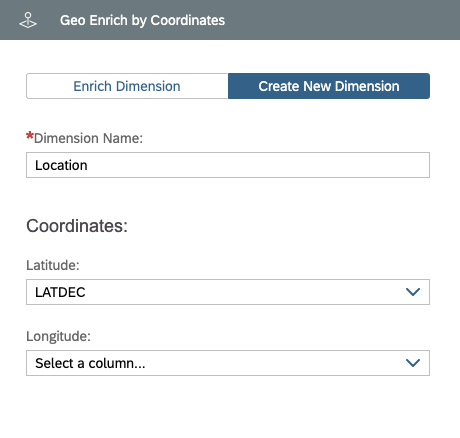 Geo Enrich by Coordinates
Enrich Dimension Create New Dimension
*Dimension Name:
Location
Coordinates:
Latitude:
LATDEC
Longitude:
Select a column...